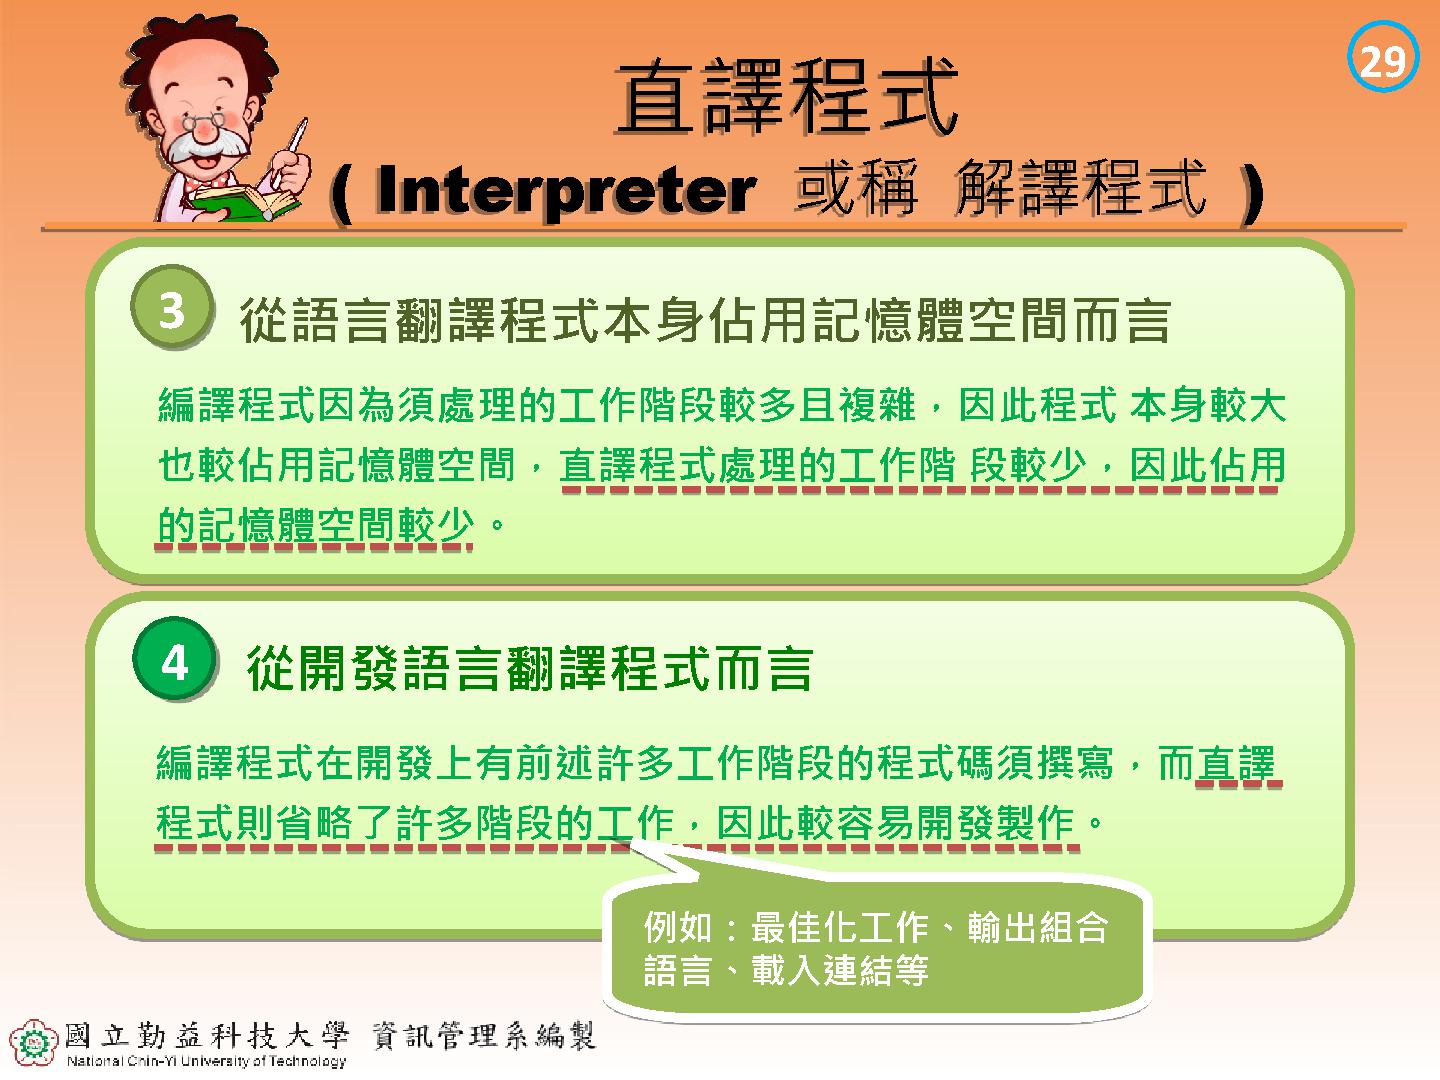 29
直譯程式
( Interpreter 或稱 解譯程式 )
3 從語言翻譯程式本身佔用記憶體空間而言
編譯程式因為須處理的工作階段較多且複雜，因此程式 本身較大
也較佔用記憶體空間，直譯程式處理的工作階 段較少，因此佔用
的記憶體空間較少。
4 從開發語言翻譯程式而言
編譯程式在開發上有前述許多工作階段的程式碼須撰寫，而直譯
程式則省略了許多階段的工作，因此較容易開發製作。
例如：最佳化工作、輸出組合
語言、載入連結等
國立勤益科技大學 資訊管理系編製
National Chin-Yi University of Technology